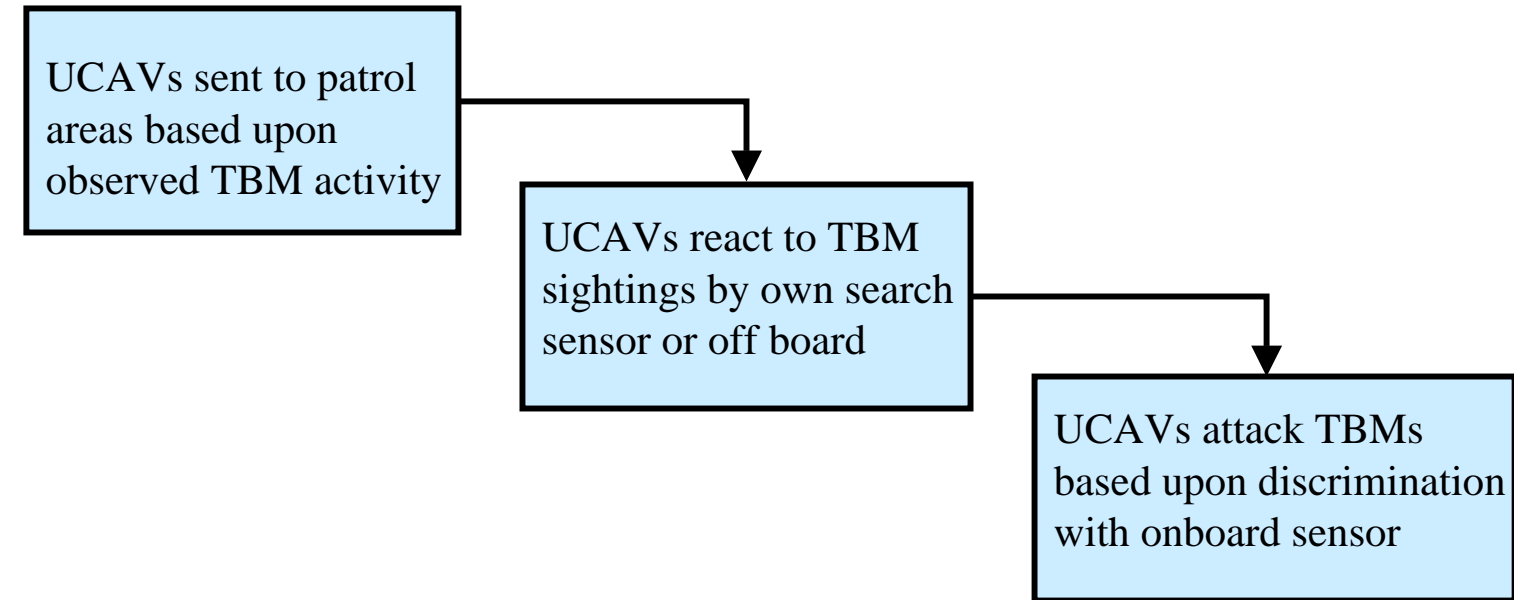 UCAVs sent to patrol
areas based upon
observed TBM activity
UCAVs react to TBM
sightings by own search
sensor or off board
UCAVs attack TBMs
based upon discrimination
with onboard sensor